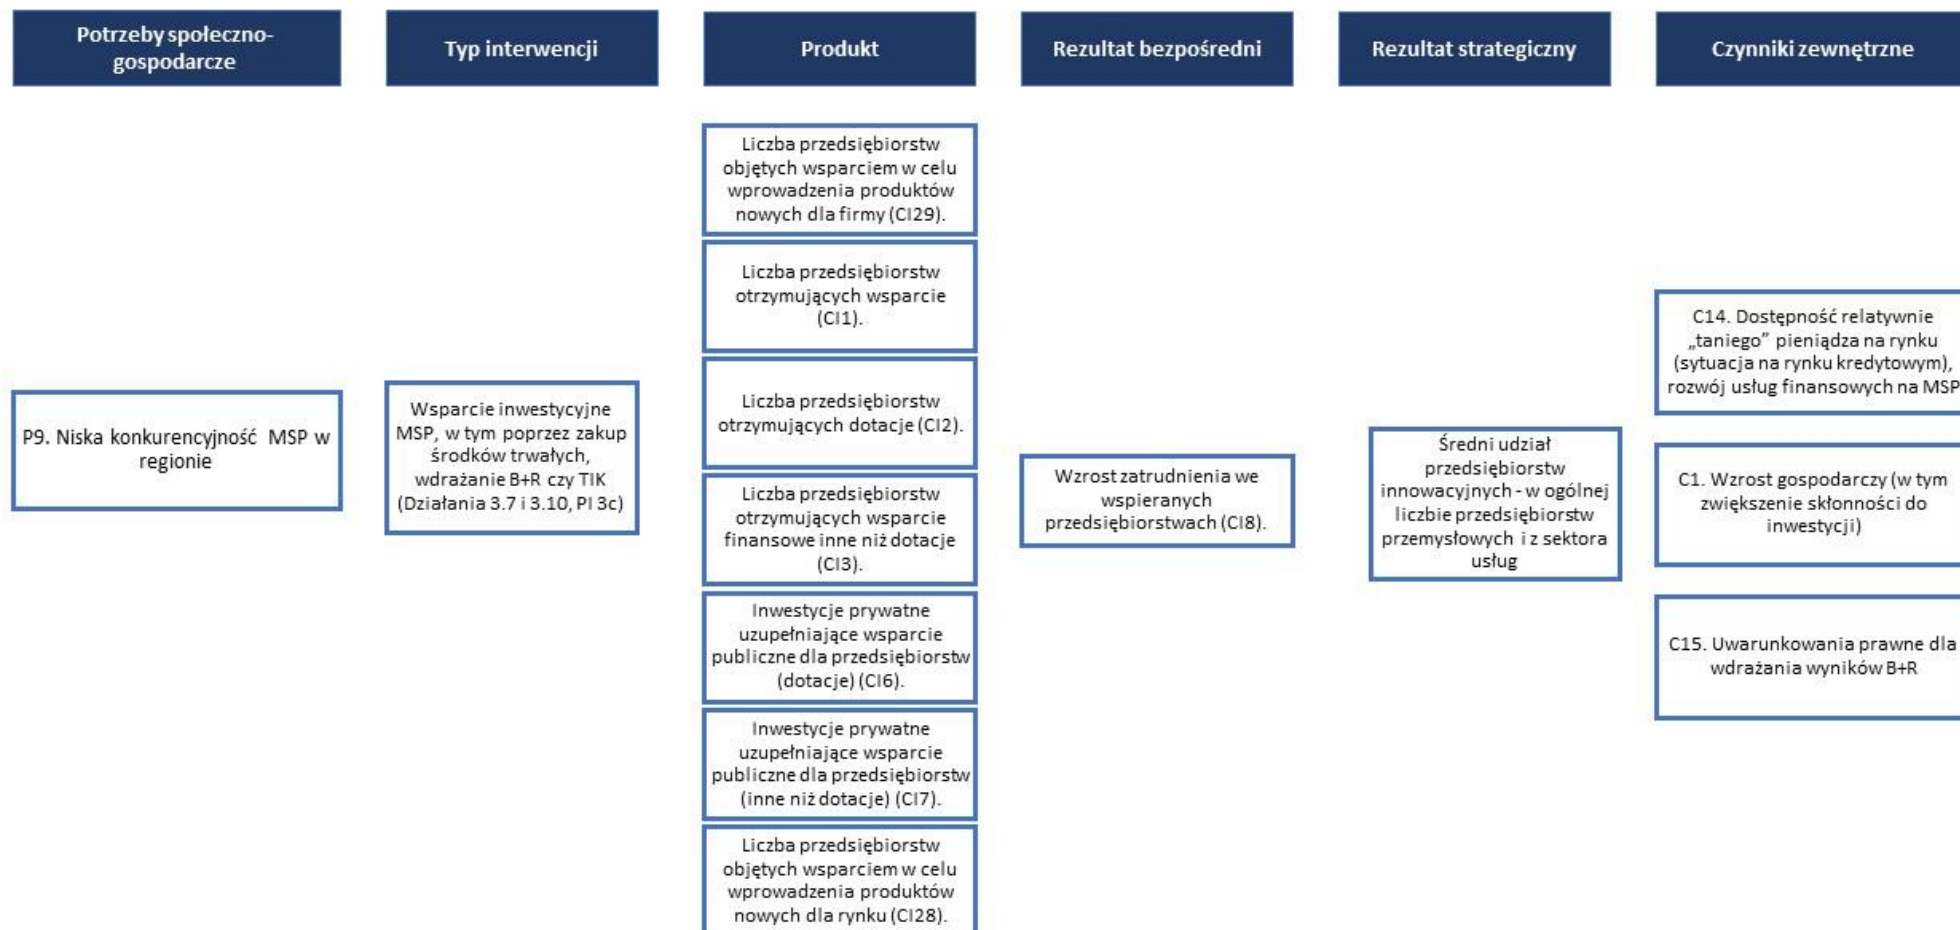 Potrzeby społeczno-
gospodarcze
Typ interwencji
Produkt
Rezultat bezpośredni
Rezultat strategiczny
Czynniki zewnętrzne
P9. Niska konkurencyjność MSP w
regionie
Wsparcie inwestycyjne
MSP, w tym poprzez zakup
środków trwałych,
wdrażanie B+R czy TIK
(Działania 3.7 i 3.10, PI 3c)
Liczba przedsiębiorstw
objętych wsparciem w celu
wprowadzenia produktów
nowych dla firmy (CI29).
Liczba przedsiębiorstw
otrzymujących wsparcie
(CI1).
Liczba przedsiębiorstw
otrzymujących dotacje (CI2).
Liczba przedsiębiorstw
otrzymujących wsparcie
finansowe inne niż dotacje
(CI3).
Inwestycje prywatne
uzupełniające wsparcie
publiczne dla przedsiębiorstw
(dotacje) (CI6).
Inwestycje prywatne
uzupełniające wsparcie
publiczne dla przedsiębiorstw
(inne niż dotacje) (CI7).
Liczba przedsiębiorstw
objętych wsparciem w celu
wprowadzenia produktów
nowych dla rynku (CI28).
Wzrost zatrudnienia we
wspieranych
przedsiębiorstwach (CI8).
Średni udział
przedsiębiorstw
innowacyjnych - w ogólnej
liczbie przedsiębiorstw
przemysłowych i z sektora
usług
C14. Dostępność relatywnie
„taniego” pieniądza na rynku
(sytuacja na rynku kredytowym),
rozwój usług finansowych na MSP
C1. Wzrost gospodarczy (w tym
zwiększenie skłonności do
inwestycji)
C15. Uwarunkowania prawne dla
wdrażania wyników B+R